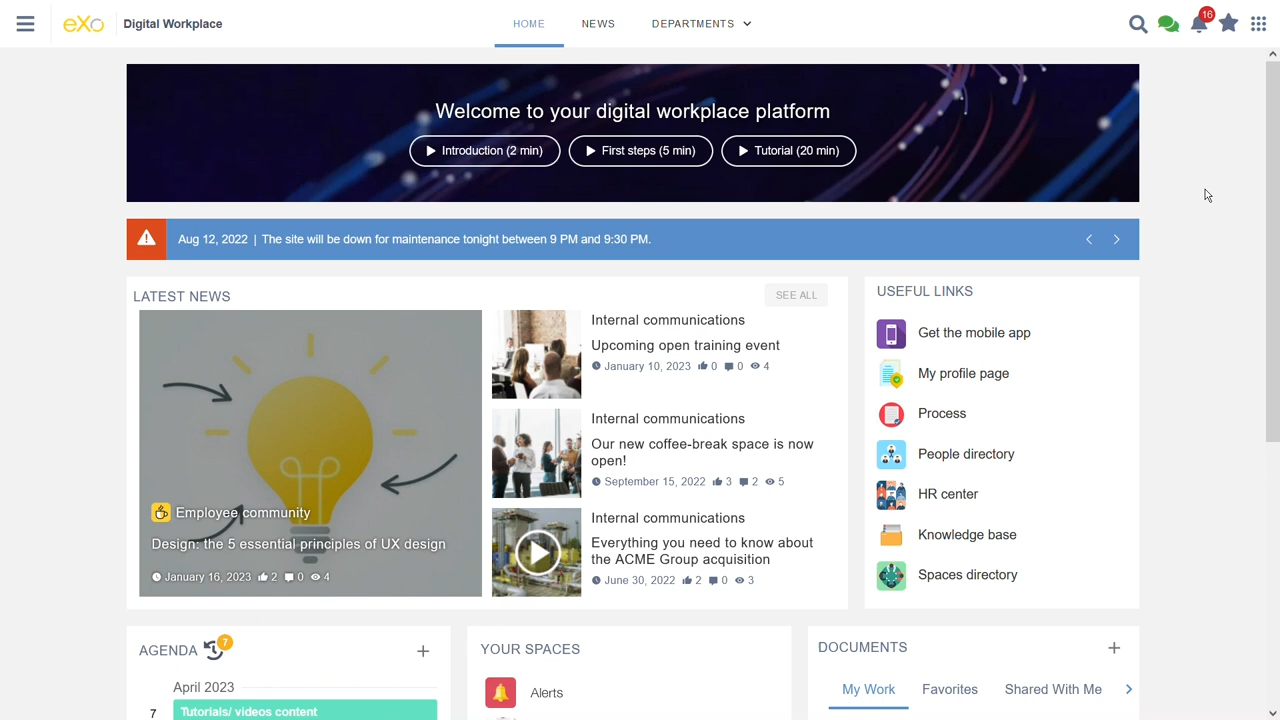 eXo
Digital Workplace
HOME
NEWS
DEPARTMENTS
16
Welcome to your digital workplace platform
Introduction (2 min)
First steps (5 min)
Tutorial (20 min)
Aug 12, 2022 | The site will be down for maintenance tonight between 9 PM and 9:30 PM.
LATEST NEWS
SEE ALL
Employee community
Design: the 5 essential principles of UX design
January 16, 2023 2 0 4
Internal communications
Upcoming open training event
January 10, 2023 0 0 4
Internal communications
Our new coffee-break space is now
open!
September 15, 2022 3 2 5
Internal communications
Everything you need to know about
the ACME Group acquisition
June 30, 2022 2 0 3
USEFUL LINKS
Get the mobile app
My profile page
Process
People directory
HR center
Knowledge base
Spaces directory
AGENDA
7
April 2023
7
Tutorials/ videos content
YOUR SPACES
Alerts
DOCUMENTS
My Work
Favorites
Shared With Me